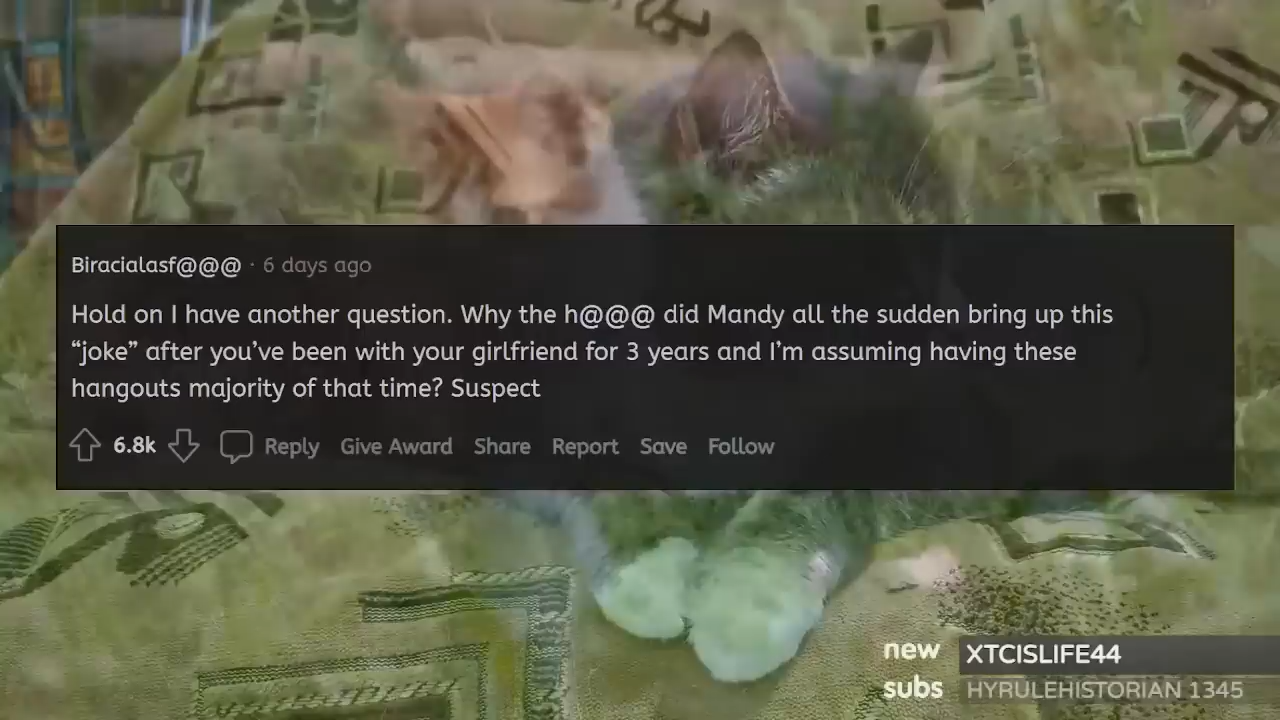 Biracialasf@@@ · 6 days ago
Hold on I have another question. Why the h@@@ did Mandy all the sudden bring up this
“joke” after you’ve been with your girlfriend for 3 years and I’m assuming having these
hangouts majority of that time? Suspect
6.8k Reply Give Award Share Report Save Follow
new XTCISLIFE44
subs HYRULEHISTORIAN 1345